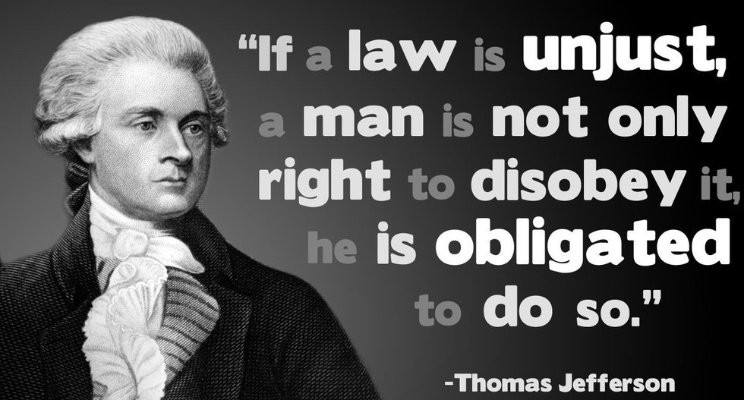 “If a law is unjust,
a man is not only
right to disobey it,
he is obligated
to do so.”
-Thomas Jefferson